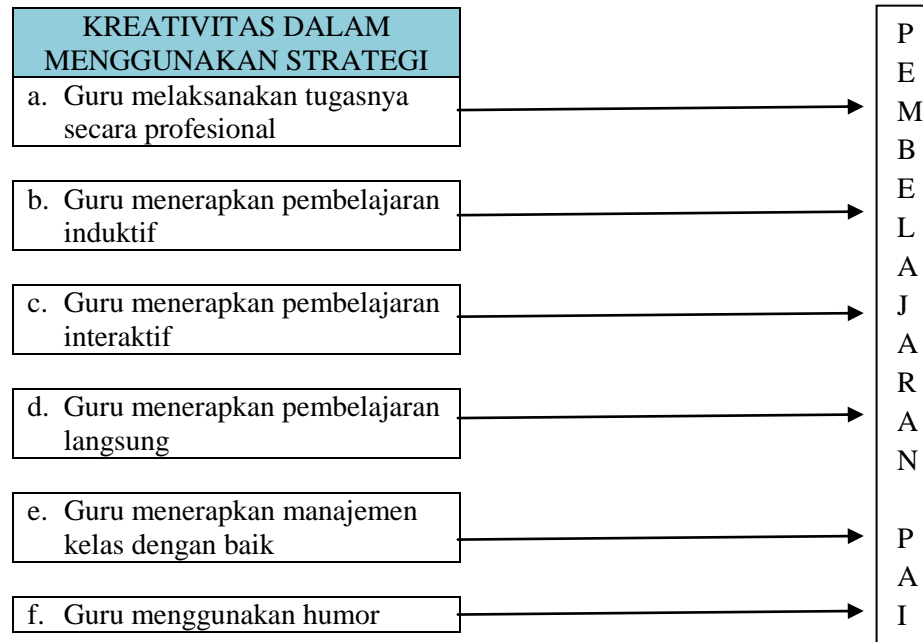 KREATIVITAS DALAM
MENGGUNAKAN STRATEGI
a. Guru melaksanakan tugasnya
secara profesional
b. Guru menerapkan pembelajaran
induktif
c. Guru menerapkan pembelajaran
interaktif
d. Guru menerapkan pembelajaran
langsung
e. Guru menerapkan manajemen
kelas dengan baik
f. Guru menggunakan humor
P
E
M
B
E
L
A
J
A
R
A
N
P
A
I